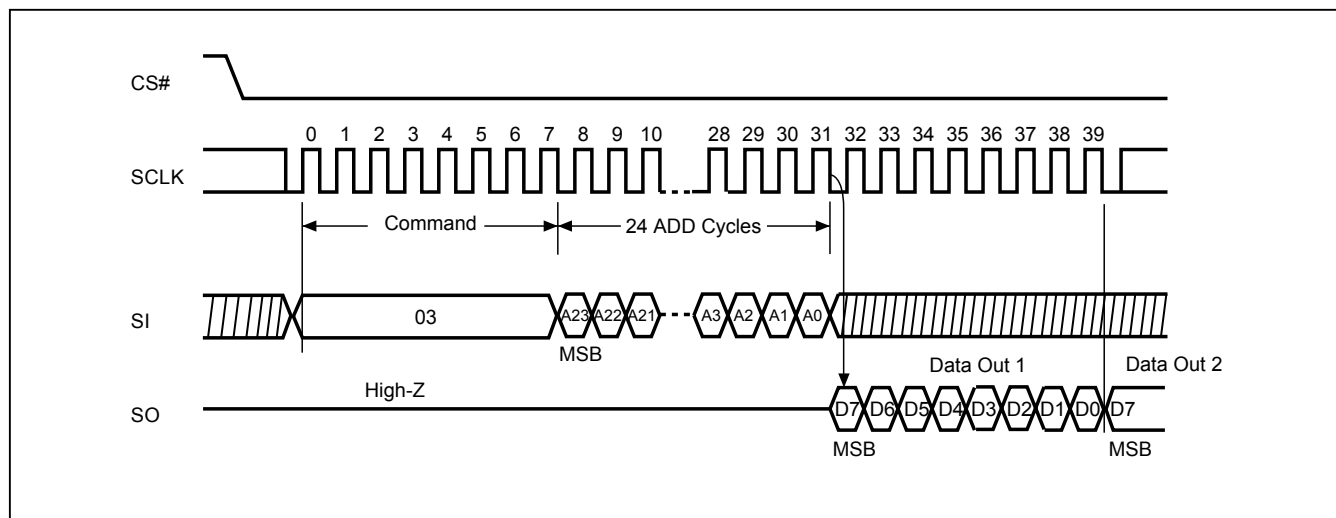 CS#
0 1 2 3 4 5 6 7 8 9 10 28 29 30 31 32 33 34 35 36 37 38 39
SCLK
Command 24 ADD Cycles
SI 03 A23 A22 A21 A3 A2 A1 A0
MSB
Data Out 1 Data Out 2
High-Z
SO D7 D6 D5 D4 D3 D2 D1 D0 D7
MSB MSB